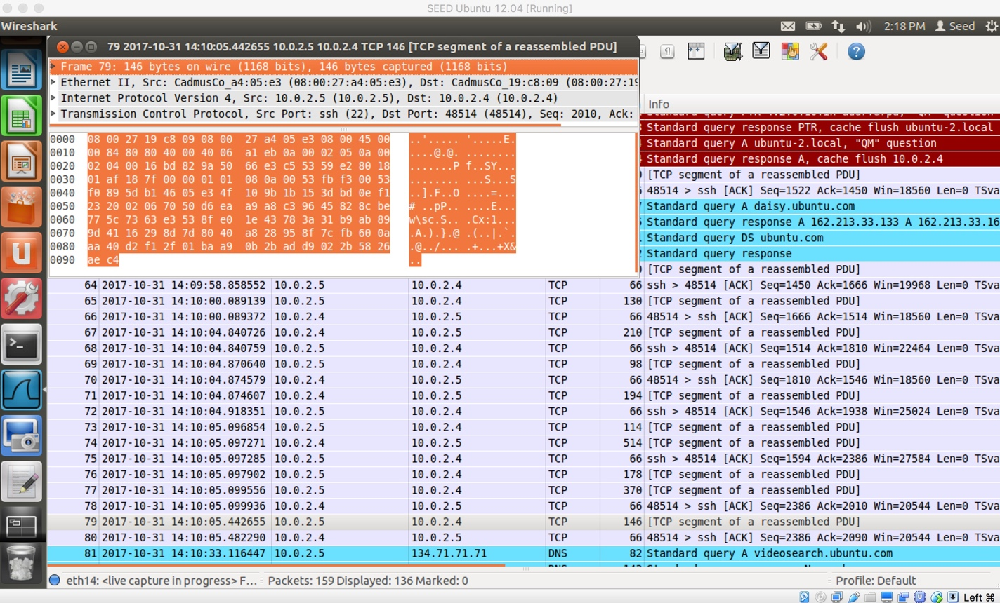 SEED Ubuntu 12.04 [Running]
Wireshark 2:18 PM Seed
79 2017-10-31 14:10:05.442655 10.0.2.5 10.0.2.4 TCP 146 [TCP segment of a reassembled PDU]
Frame 79: 146 bytes on wire (1168 bits), 146 bytes captured (1168 bits)
Ethernet II, Src: CadmusCo_a4:05:e3 (08:00:27:a4:05:e3), Dst: CadmusCo_19:c8:09 (08:00:27:19
Internet Protocol Version 4, Src: 10.0.2.5 (10.0.2.5), Dst: 10.0.2.4 (10.0.2.4)
Transmission Control Protocol, Src Port: ssh (22), Dst Port: 48514 (48514), Seq: 2010, Ack:
0000 08 00 27 19 c8 09 08 00 27 a4 05 e3 08 00 45 00 ..'..... '.....E.
0010 00 84 80 80 40 00 40 06 a1 eb 0a 00 02 05 0a 00 ....@.@. ........
0020 02 04 00 16 bd 82 9a 50 66 e3 c5 53 59 e2 80 18 .......P f..SY...
0030 01 af 18 7f 00 00 01 01 08 0a 00 53 fb f3 00 53 ........ ...S...S
0040 f0 89 5d b1 46 05 e3 4f 10 9b 1b 15 3d bd 0e f1 ..].F..O ....=...
0050 23 20 02 06 70 50 d6 ea a9 a8 c3 96 45 82 8c be # ..pP.. ....E...
0060 77 5c 73 63 e3 53 8f e0 1e 43 78 3a 31 b9 ab 89 w\sc.S.. .Cx:1...
0070 9d 41 16 29 8d 7d 80 40 a8 28 95 8f 7c fb 60 0a .A.).}.@ .(..|.`.
0080 aa 40 d2 f1 2f 01 ba a9 0b 2b ad d9 02 2b 58 26 .@../... .+...+X&
0090 ae c4 ..
Info
Standard query response PTR, cache flush ubuntu-2.local
Standard query A ubuntu-2.local, "QM" question
Standard query response A, cache flush 10.0.2.4
[TCP segment of a reassembled PDU]
48514 > ssh [ACK] Seq=1522 Ack=1450 Win=18560 Len=0 TSva
Standard query A daisy.ubuntu.com
Standard query response A 162.213.33.133 A 162.213.33.16
Standard query DS ubuntu.com
Standard query response
[TCP segment of a reassembled PDU]
64 2017-10-31 14:09:58.858552 10.0.2.5 10.0.2.4 TCP 66 ssh > 48514 [ACK] Seq=1450 Ack=1666 Win=19968 Len=0 TSva
65 2017-10-31 14:10:00.089139 10.0.2.5 10.0.2.4 TCP 130 [TCP segment of a reassembled PDU]
66 2017-10-31 14:10:00.089372 10.0.2.4 10.0.2.5 TCP 66 48514 > ssh [ACK] Seq=1666 Ack=1514 Win=18560 Len=0 TSva
67 2017-10-31 14:10:04.840726 10.0.2.4 10.0.2.5 TCP 210 [TCP segment of a reassembled PDU]
68 2017-10-31 14:10:04.840759 10.0.2.5 10.0.2.4 TCP 66 ssh > 48514 [ACK] Seq=1514 Ack=1810 Win=22464 Len=0 TSva
69 2017-10-31 14:10:04.870640 10.0.2.5 10.0.2.4 TCP 98 [TCP segment of a reassembled PDU]
70 2017-10-31 14:10:04.874579 10.0.2.4 10.0.2.5 TCP 66 48514 > ssh [ACK] Seq=1810 Ack=1546 Win=18560 Len=0 TSva
71 2017-10-31 14:10:04.874607 10.0.2.4 10.0.2.5 TCP 194 [TCP segment of a reassembled PDU]
72 2017-10-31 14:10:04.918351 10.0.2.5 10.0.2.4 TCP 66 ssh > 48514 [ACK] Seq=1546 Ack=1938 Win=25024 Len=0 TSva
73 2017-10-31 14:10:05.096854 10.0.2.5 10.0.2.4 TCP 114 [TCP segment of a reassembled PDU]
74 2017-10-31 14:10:05.097271 10.0.2.4 10.0.2.5 TCP 514 [TCP segment of a reassembled PDU]
75 2017-10-31 14:10:05.097285 10.0.2.5 10.0.2.4 TCP 66 ssh > 48514 [ACK] Seq=1594 Ack=2386 Win=27584 Len=0 TSva
76 2017-10-31 14:10:05.097902 10.0.2.5 10.0.2.4 TCP 178 [TCP segment of a reassembled PDU]
77 2017-10-31 14:10:05.099556 10.0.2.5 10.0.2.4 TCP 370 [TCP segment of a reassembled PDU]
78 2017-10-31 14:10:05.099936 10.0.2.4 10.0.2.5 TCP 66 48514 > ssh [ACK] Seq=2386 Ack=2010 Win=20544 Len=0 TSva
79 2017-10-31 14:10:05.442655 10.0.2.5 10.0.2.4 TCP 146 [TCP segment of a reassembled PDU]
80 2017-10-31 14:10:05.482290 10.0.2.4 10.0.2.5 TCP 66 48514 > ssh [ACK] Seq=2386 Ack=2090 Win=20544 Len=0 TSva
81 2017-10-31 14:10:33.116447 10.0.2.5 134.71.71.71 DNS 82 Standard query A videosearch.ubuntu.com
eth14: <live capture in progress> F... Packets: 159 Displayed: 136 Marked: 0 Profile: Default
Left ⌘